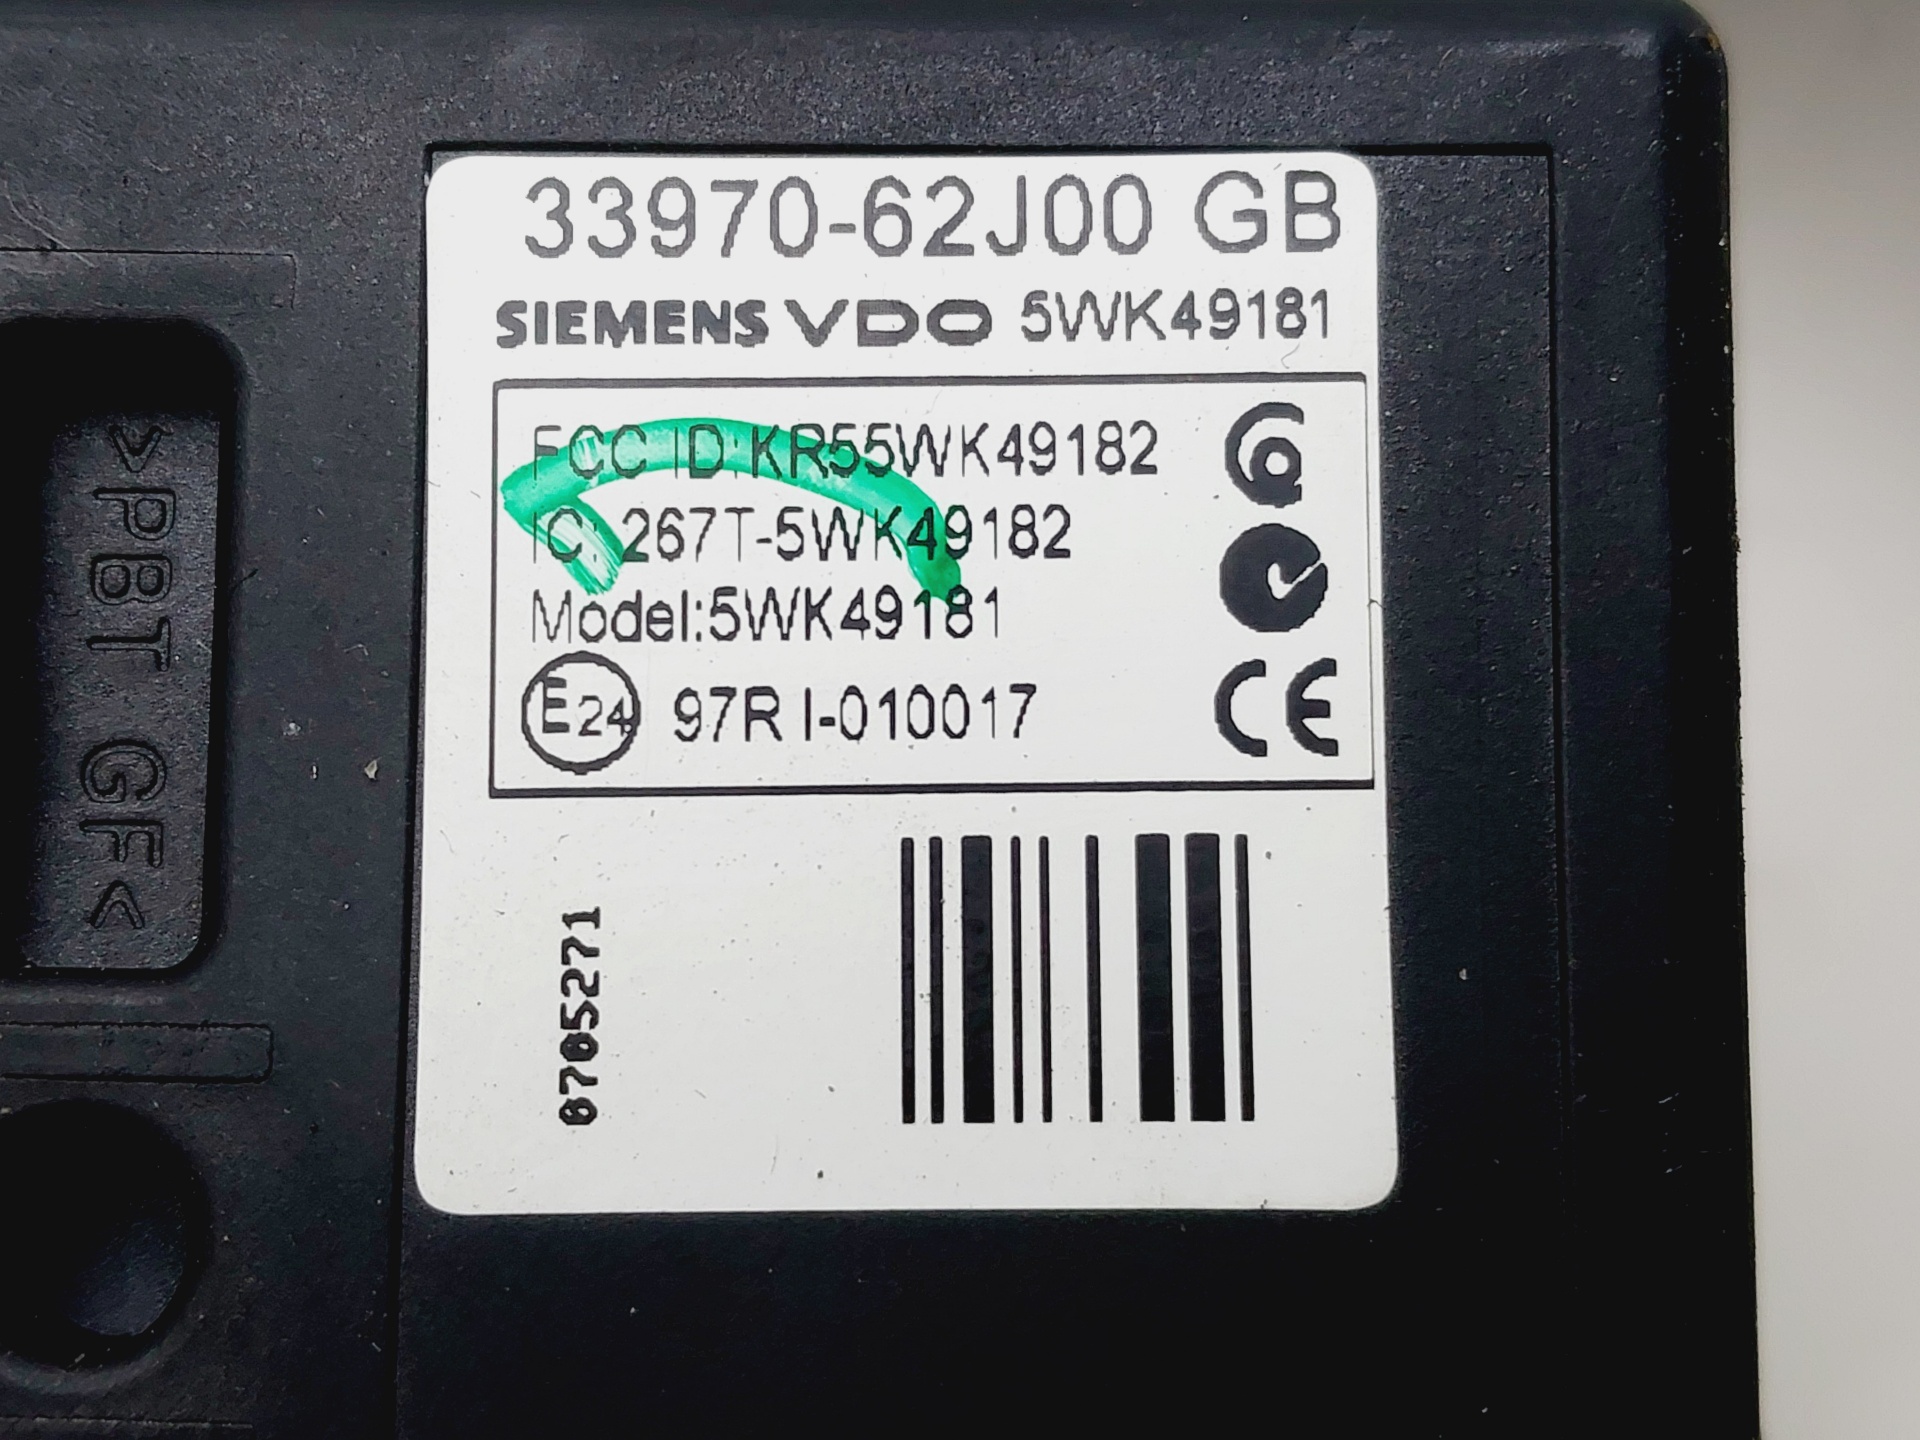 33970-62J00 GB
SIEMENS VDO 5WK49181
FCC ID:KR55WK49182
IC: 267T-5WK49182
Model:5WK49181
E24 97R I-010017
CE
0705271
>PBT GF<